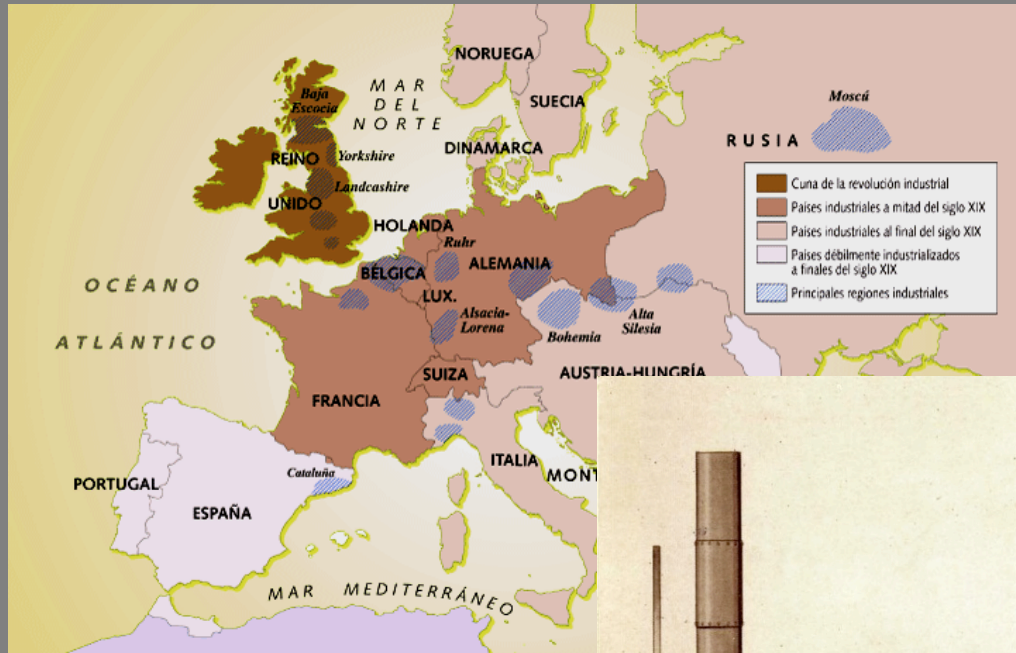 NORUEGA
SUECIA
MAR
DEL
NORTE
DINAMARCA
Baja
Escocia
REINO
UNIDO
Yorkshire
Landcashire
HOLANDA
Ruhr
BÉLGICA
ALEMANIA
LUX.
Alsacia-
Lorena
Bohemia
Alta
Silesia
Moscú
RUSIA
Cuna de la revolución industrial
Países industriales a mitad del siglo XIX
Países industriales al final del siglo XIX
Países débilmente industrializados
a finales del siglo XIX
Principales regiones industriales
OCÉANO
ATLÁNTICO
SUIZA
AUSTRIA-HUNGRÍA
FRANCIA
ITALIA
MONT
Cataluña
PORTUGAL
ESPAÑA
MAR MEDITERRÁNEO